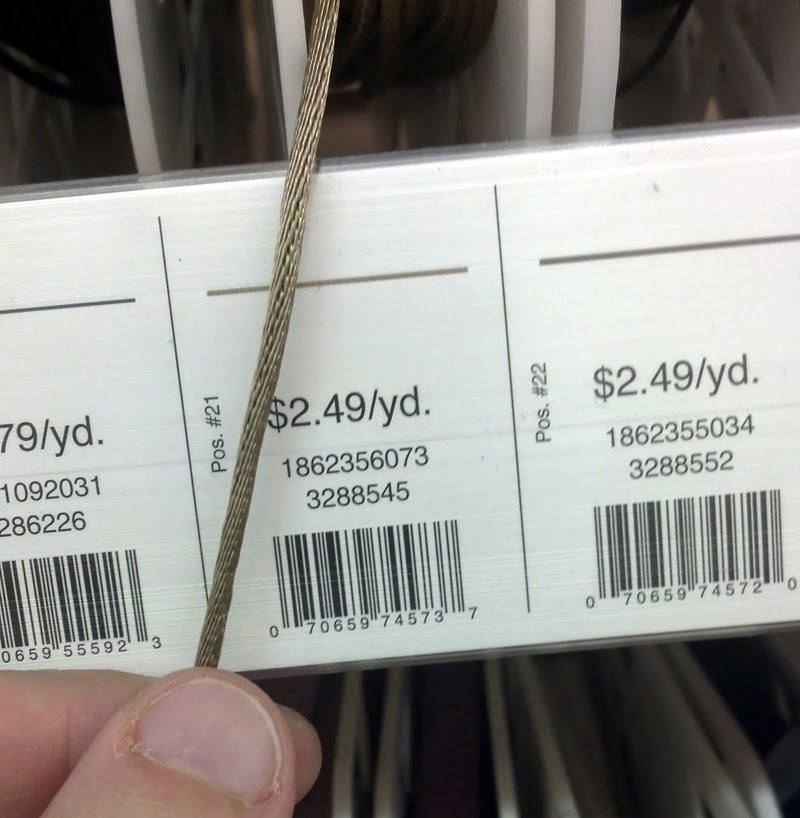 79/yd.
1092031
286226
0659 55592 3
Pos. #21
$2.49/yd.
1862356073
3288545
0 70659 74573 7
Pos. #22
$2.49/yd.
1862355034
3288552
0 70659 74572 0